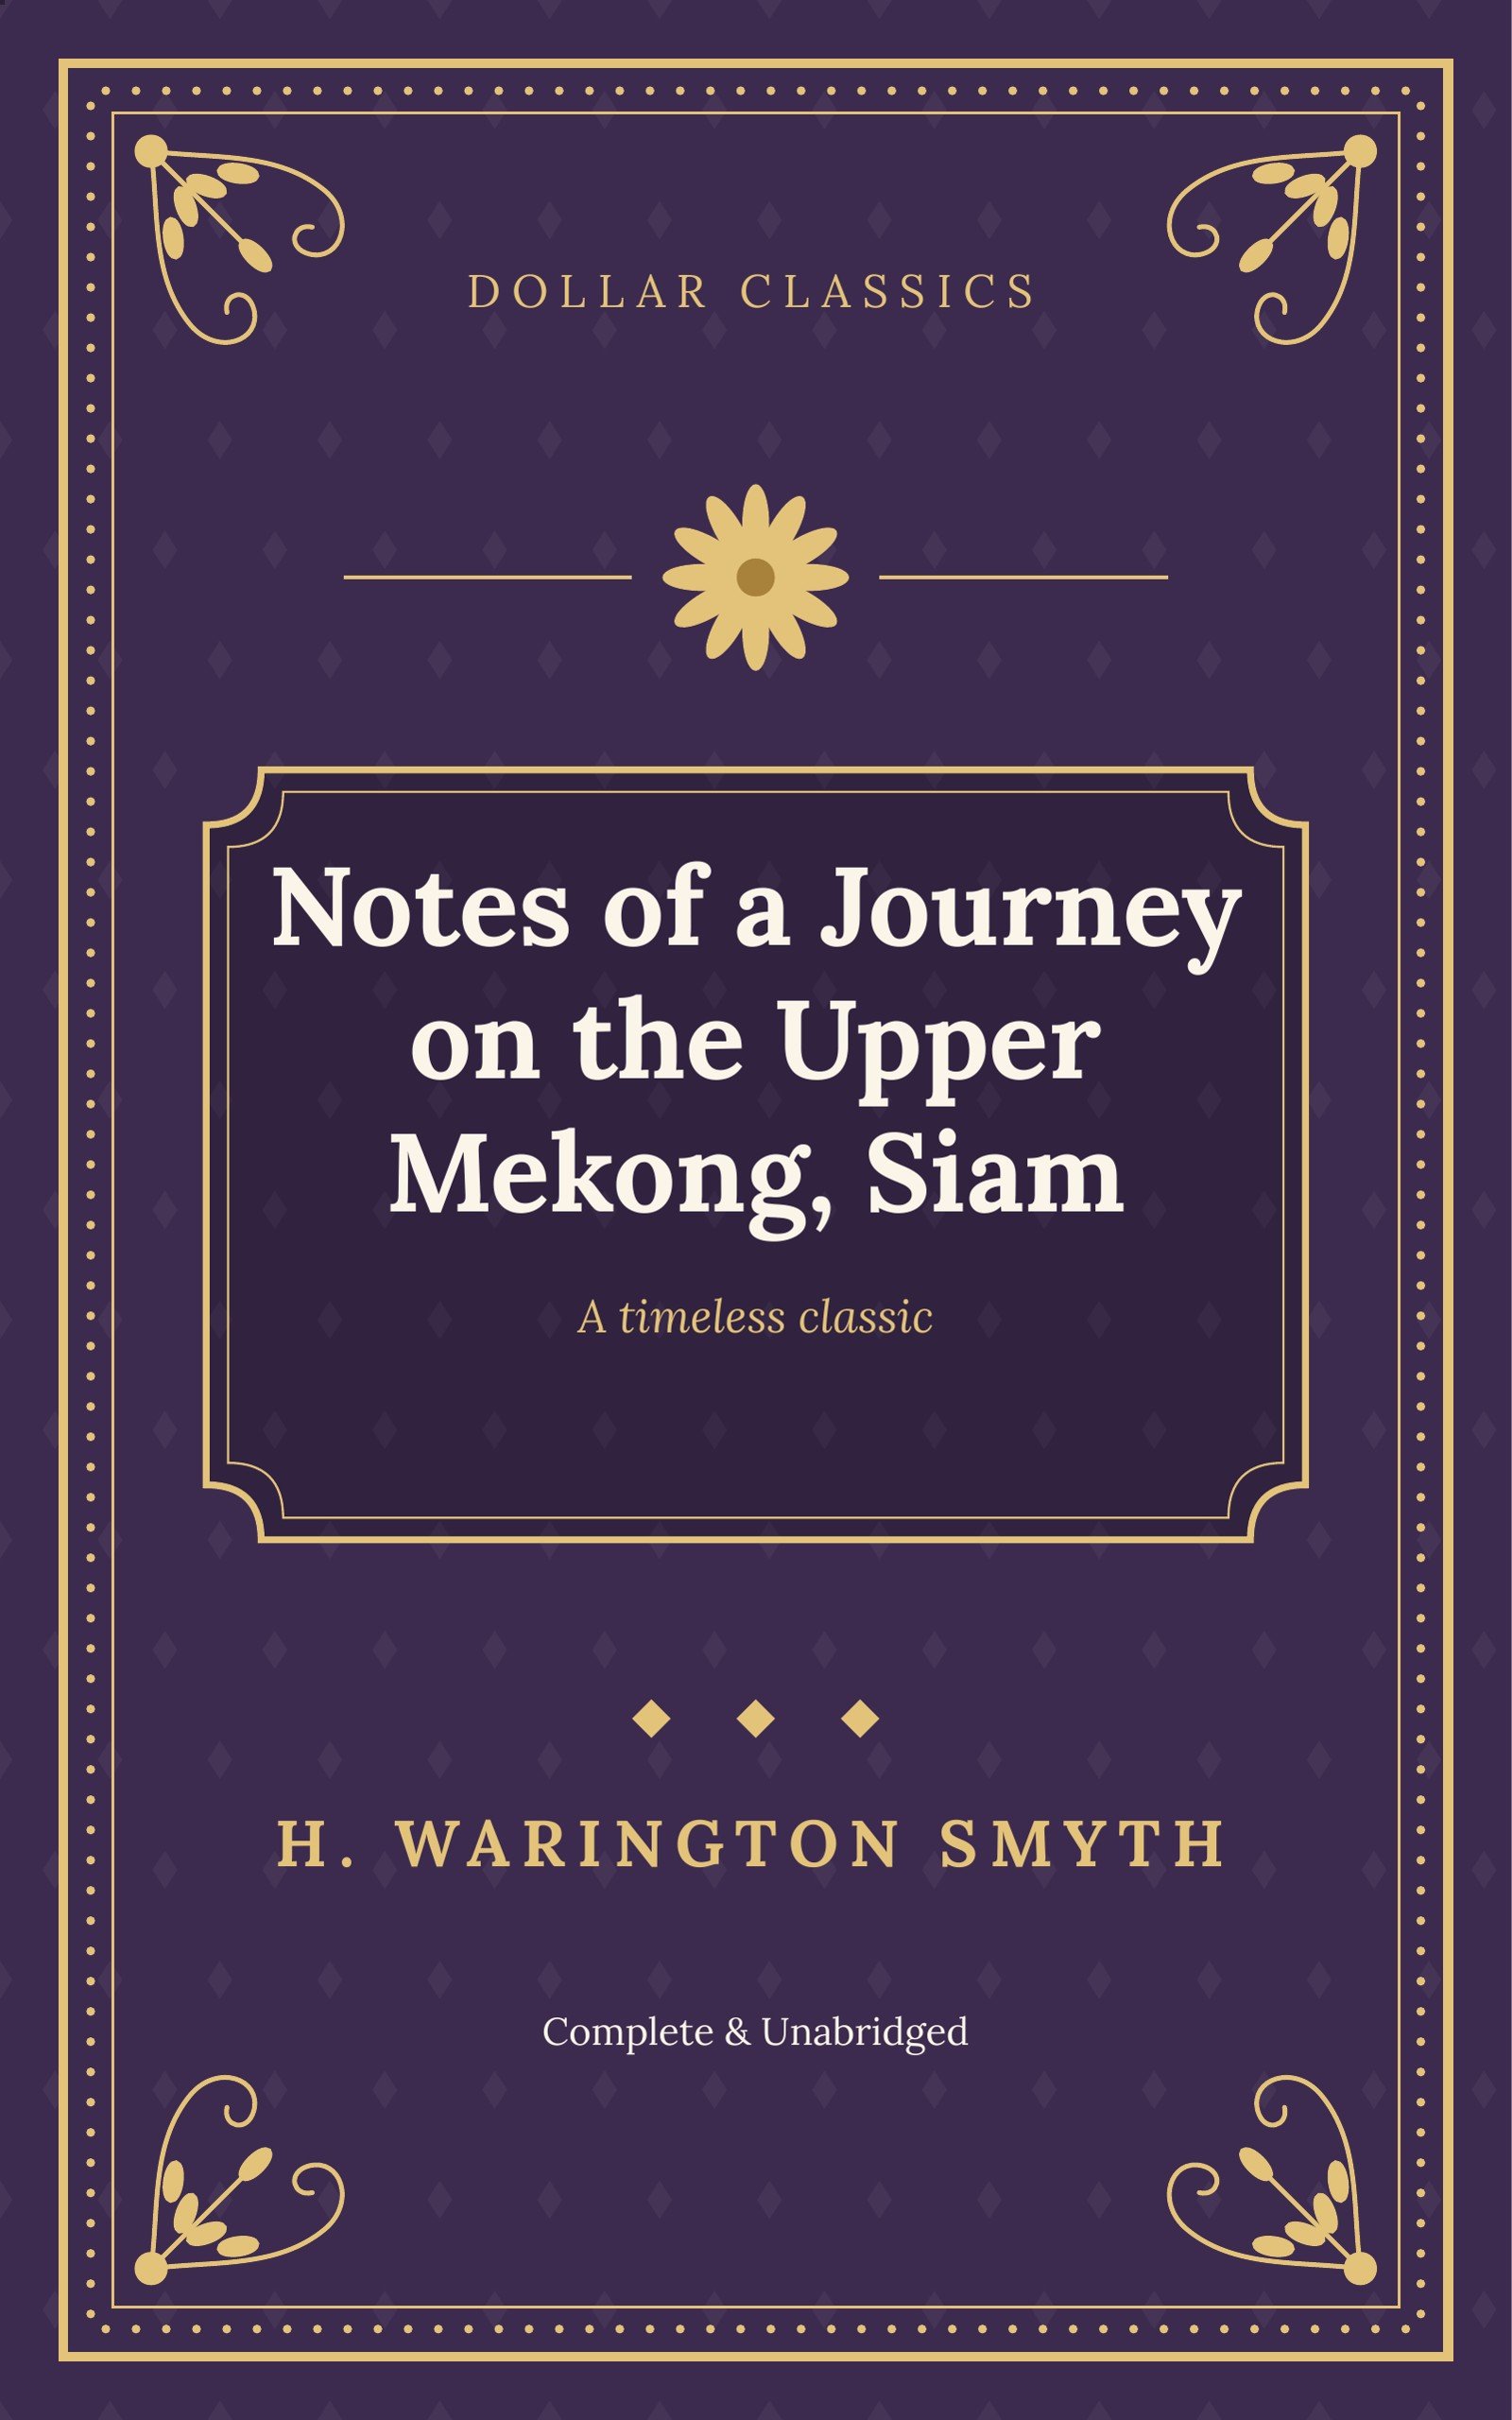 DOLLAR CLASSICS
Notes of a Journey
on the Upper
Mekong, Siam
A timeless classic
H. WARINGTON SMYTH
Complete & Unabridged